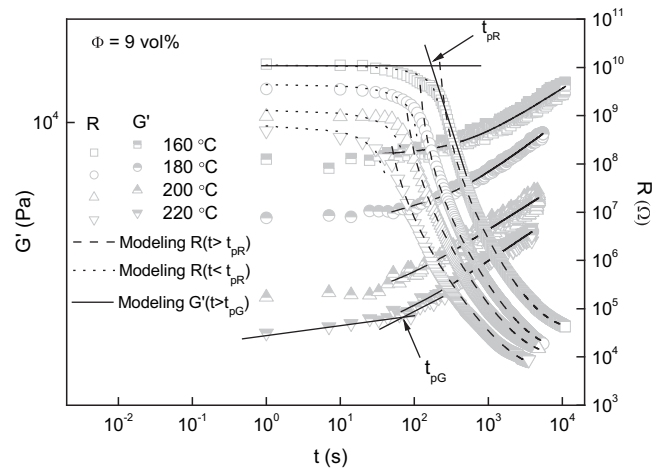 Φ = 9 vol%
t_pR
R G'
160 °C
180 °C
200 °C
220 °C
Modeling R(t> t_pR)
Modeling R(t< t_pR)
Modeling G'(t>t_pG)
t_pG
G' (Pa)
10^4
R (Ω)
10^11
10^10
10^9
10^8
10^7
10^6
10^5
10^4
10^3
10^-2 10^-1 10^0 10^1 10^2 10^3 10^4
t (s)